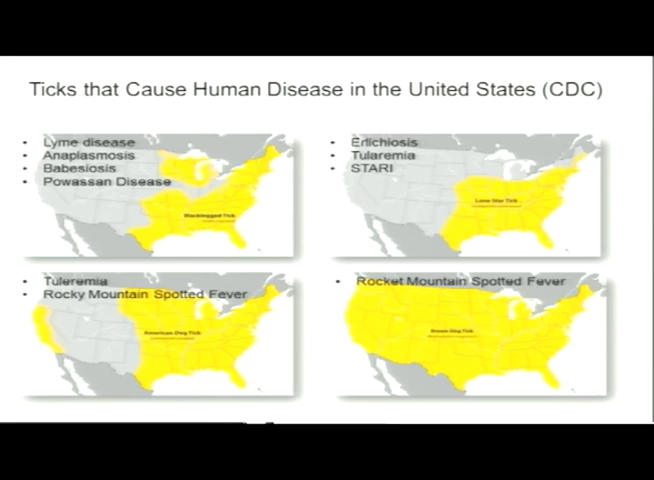 Ticks that Cause Human Disease in the United States (CDC)
• Lyme disease
• Anaplasmosis
• Babesiosis
• Powassan Disease
Blacklegged Tick
• Erlichiosis
• Tularemia
• STARI
Lone Star Tick
• Tuleremia
• Rocky Mountain Spotted Fever
American Dog Tick
• Rocket Mountain Spotted Fever
Brown Dog Tick